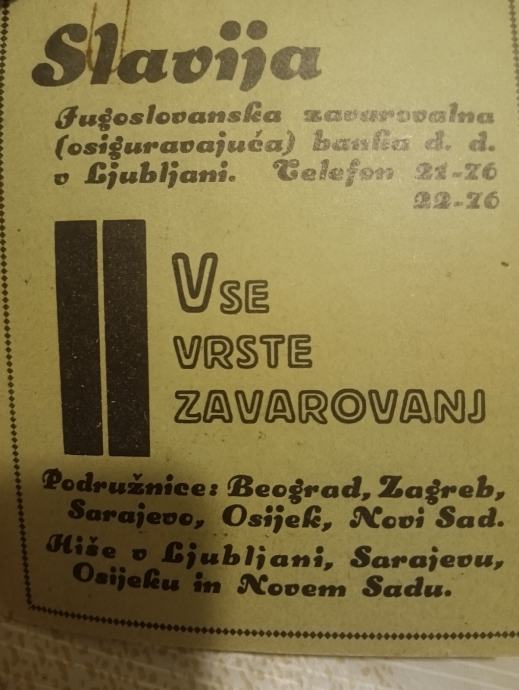 Slavija
Jugoslovanska zavarovalna
(osiguravajuća) banka d. d.
v Ljubljani. Telefon 21-76
22-76
VSE
VRSTE
ZAVAROVANJ
Podružnice: Beograd, Zagreb,
Sarajevo, Osijek, Novi Sad.
Hiše v Ljubljani, Sarajevu,
Osijeku in Novem Sadu.